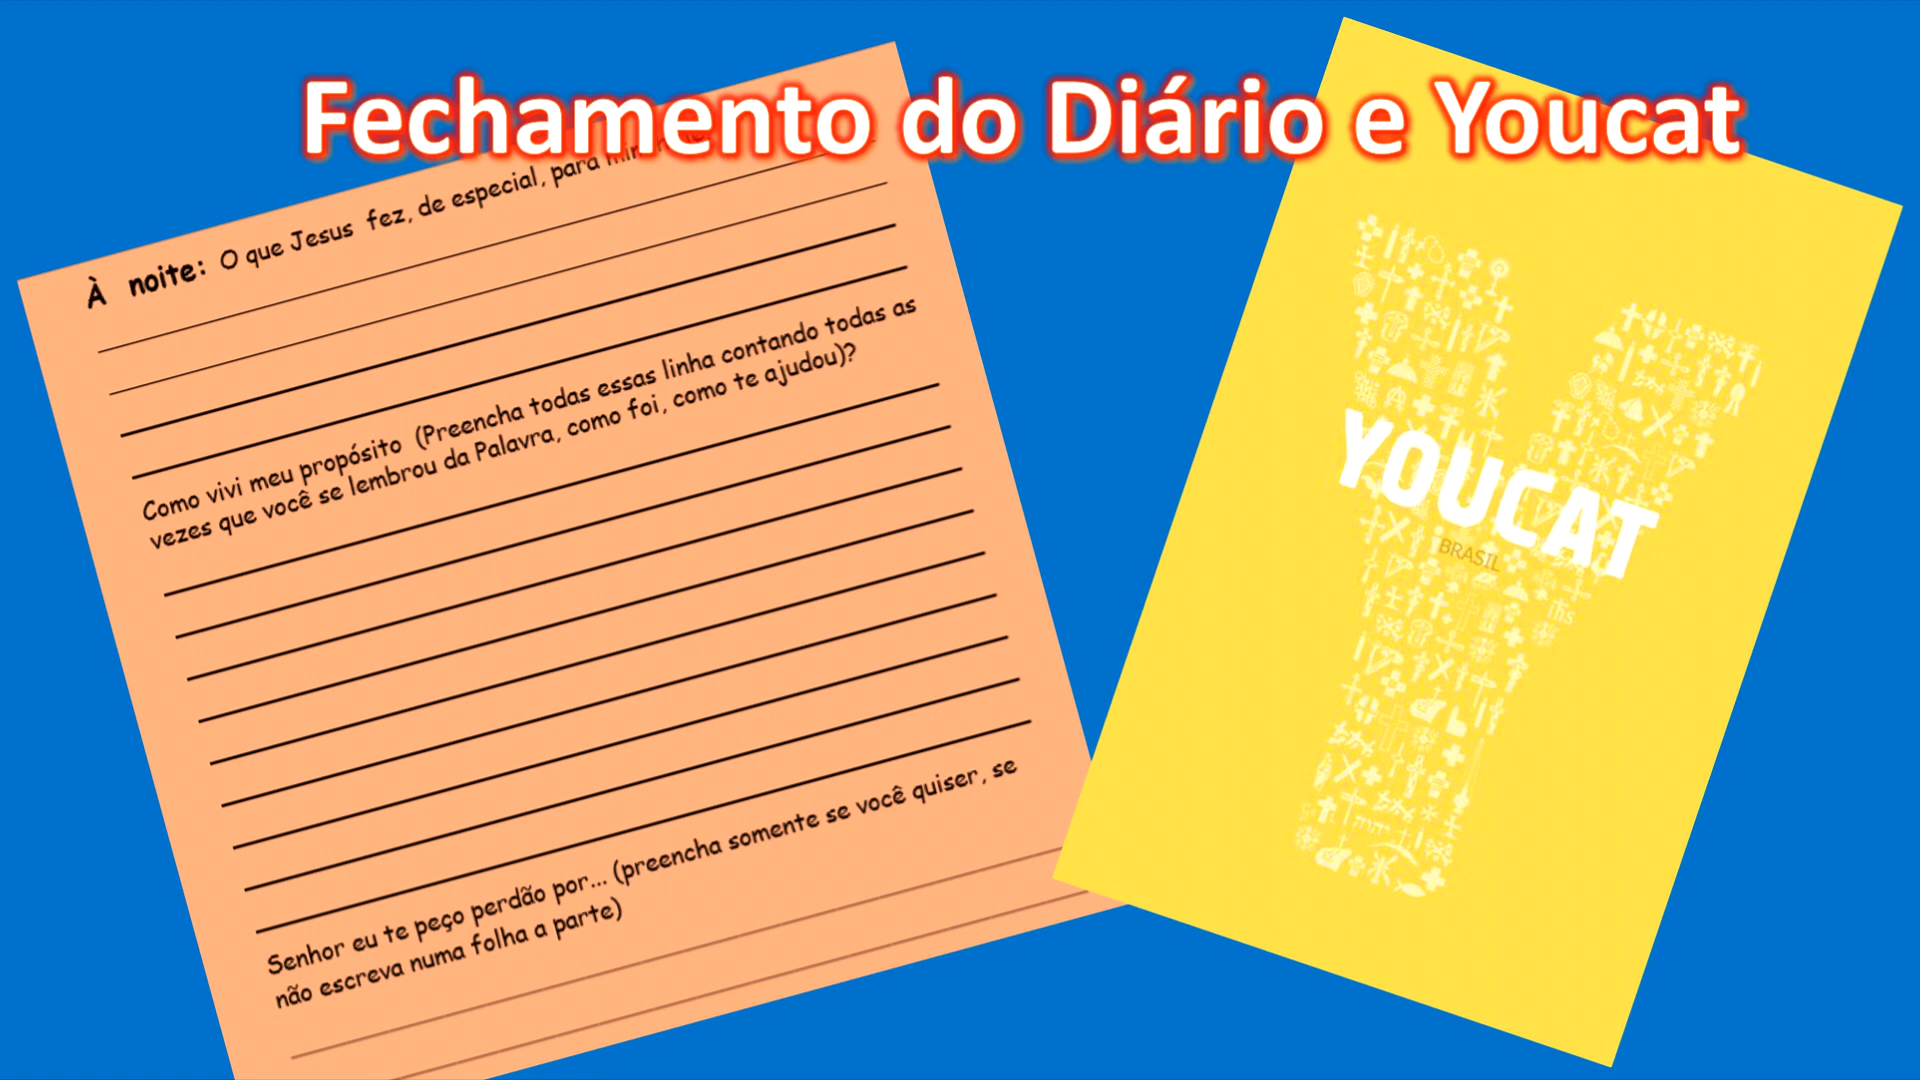 Fechamento do Diário e Youcat
À noite: O que Jesus fez, de especial, para
Como vivi meu propósito (Preencha todas essas linha contando todas as
vezes que você se lembrou da Palavra, como foi, como te ajudou)?
Senhor eu te peço perdão por... (preencha somente se você quiser, se
não escreva numa folha a parte)
YOUCAT
BRASIL
ihs